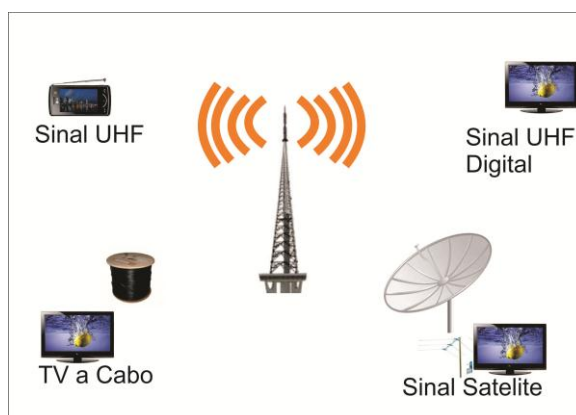 Sinal UHF
Sinal UHF
Digital
TV a Cabo
Sinal Satelite